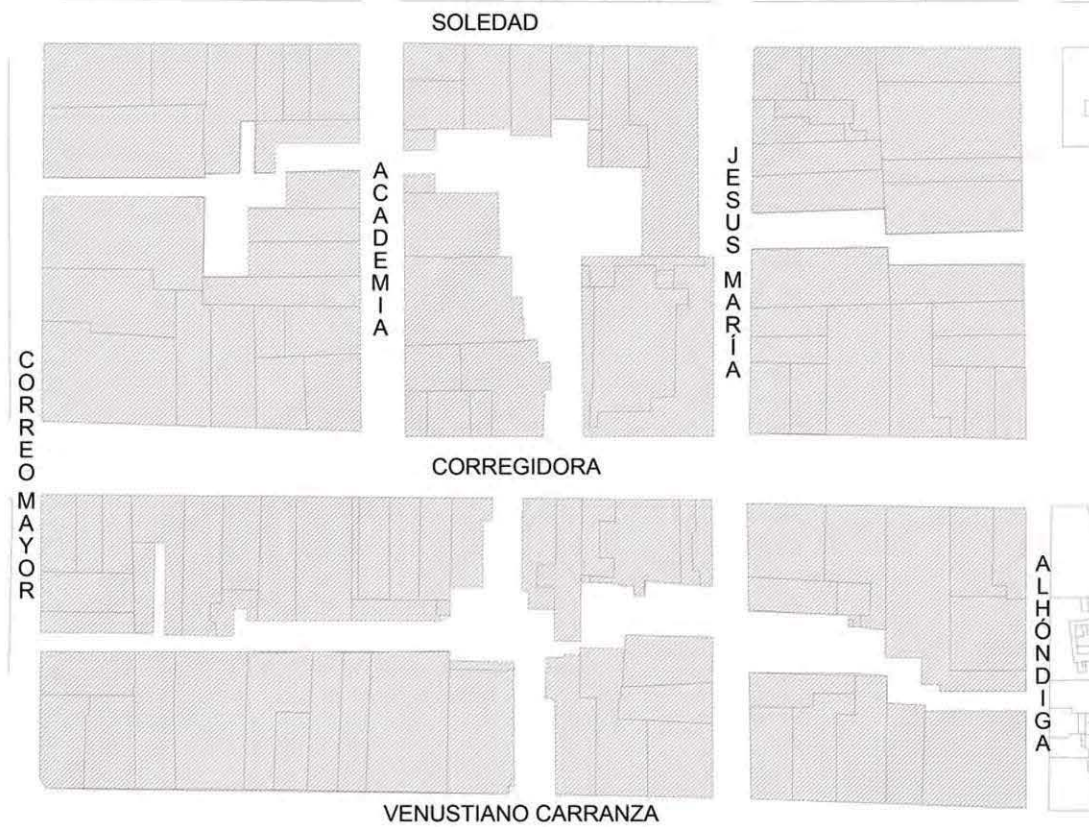 SOLEDAD
ACADEMIA
JESUS MARÍA
CORREO MAYOR
CORREGIDORA
ALHÓNDIGA
VENUSTIANO CARRANZA